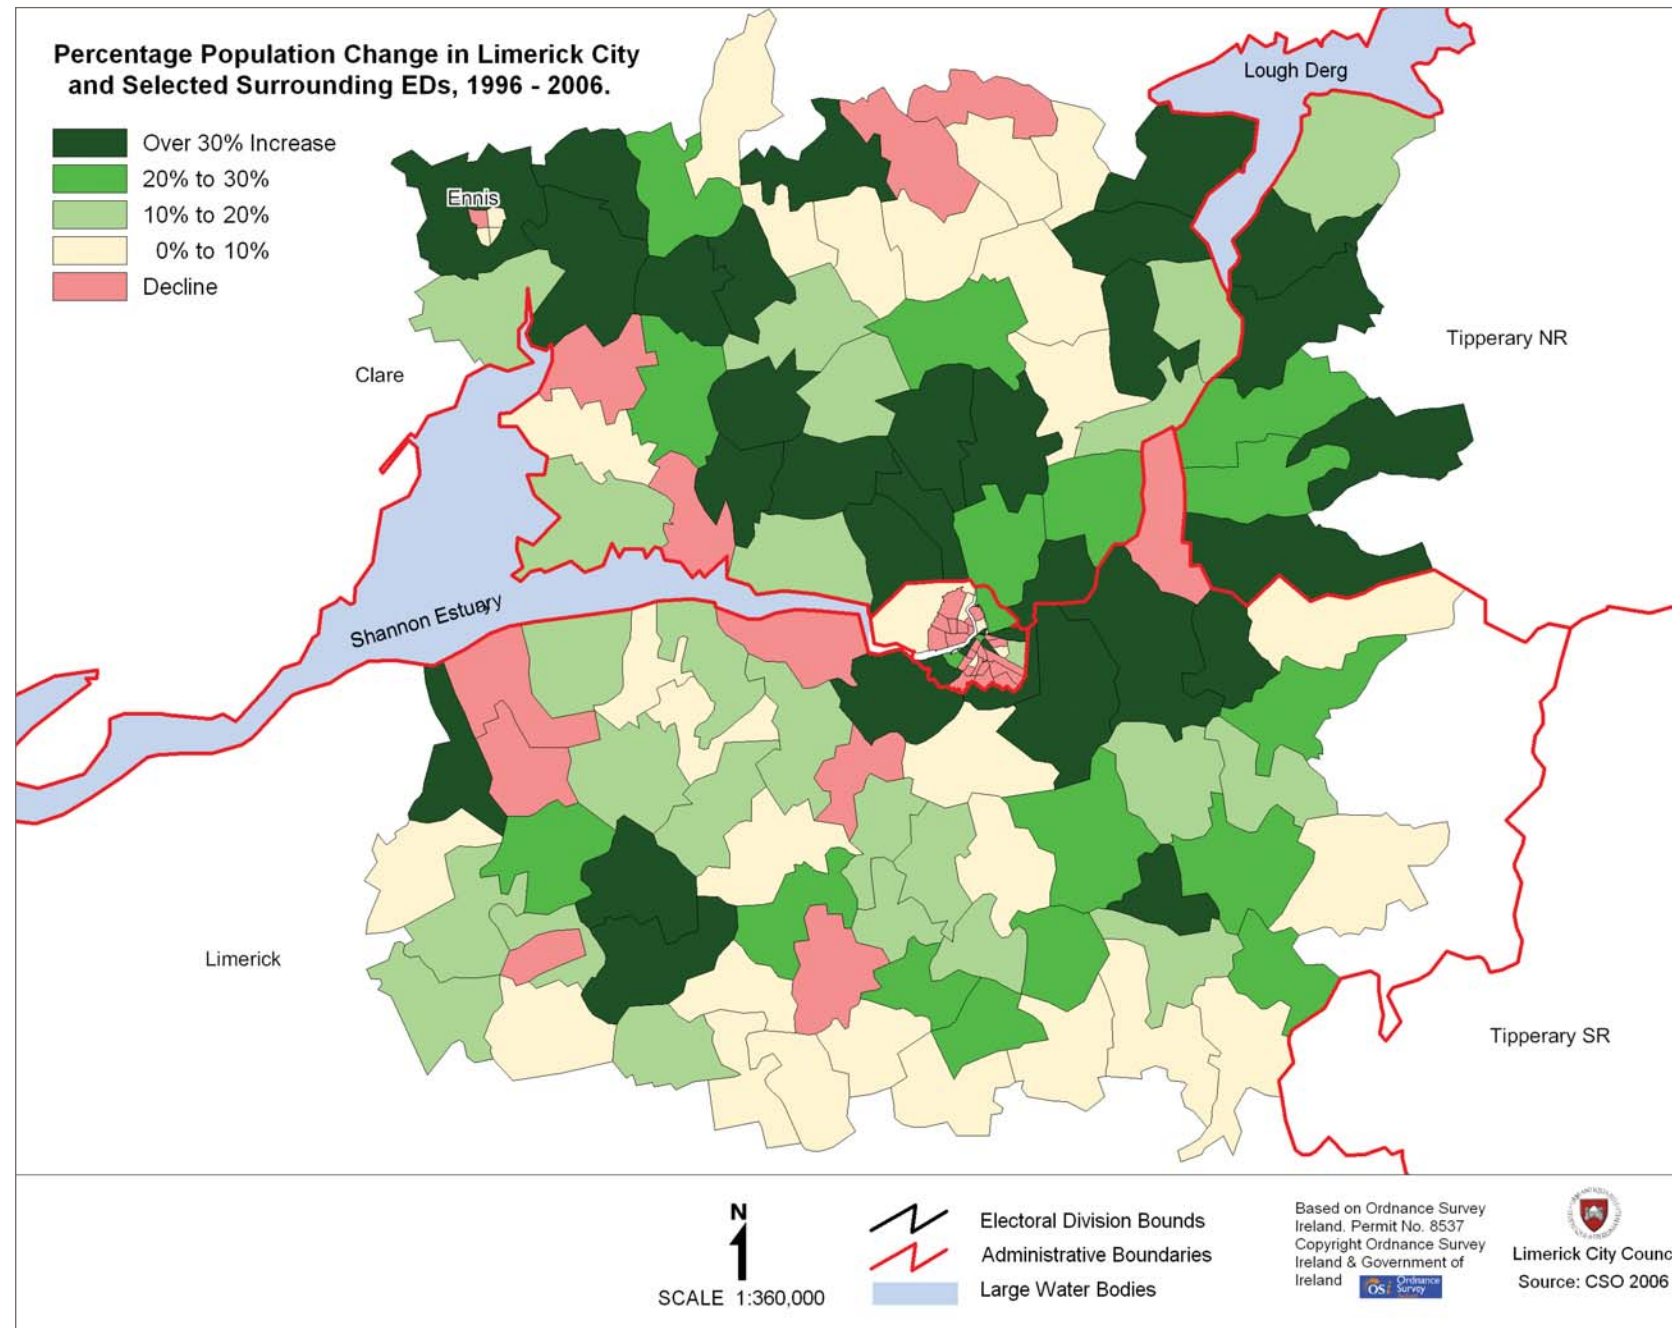 Percentage Population Change in Limerick City
and Selected Surrounding EDs, 1996 - 2006.
Over 30% Increase
20% to 30%
10% to 20%
0% to 10%
Decline
Lough Derg
Ennis
Tipperary NR
Clare
Shannon Estuary
Limerick
Tipperary SR
N
SCALE 1:360,000
Electoral Division Bounds
Administrative Boundaries
Large Water Bodies
Based on Ordnance Survey
Ireland. Permit No. 8537
Copyright Ordnance Survey
Ireland & Government of
Ireland
OSi Ordnance
Survey
Limerick City Counc
Source: CSO 2006